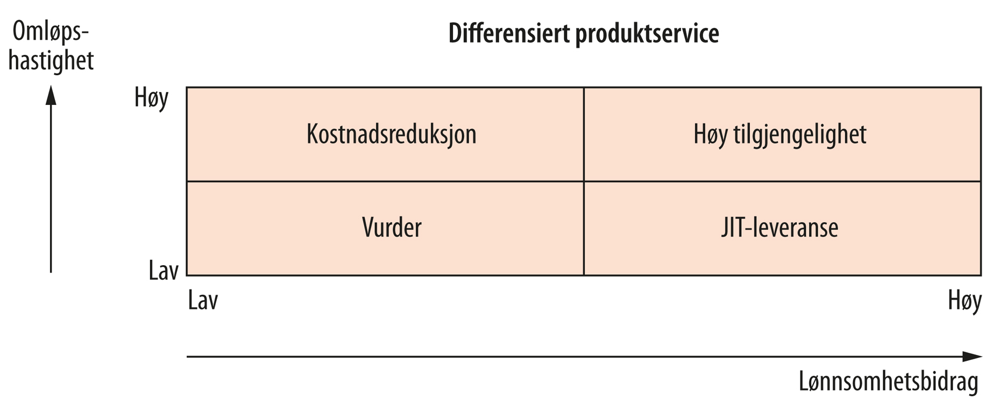 Omløps-
hastighet
Differensiert produktservice
Høy
Kostnadsreduksjon
Høy tilgjengelighet
Vurder
JIT-leveranse
Lav
Lav
Høy
Lønnsomhetsbidrag